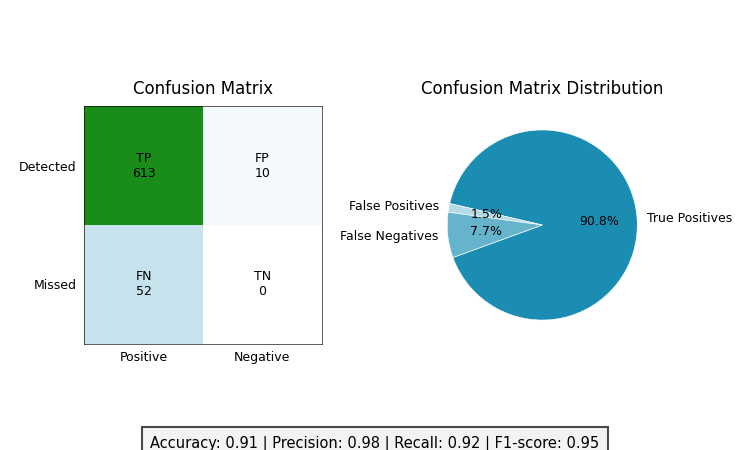 Confusion Matrix
Detected
Missed
TP
613
FP
10
FN
52
TN
0
Positive
Negative
Confusion Matrix Distribution
False Positives
False Negatives
True Positives
1.5%
7.7%
90.8%
Accuracy: 0.91 | Precision: 0.98 | Recall: 0.92 | F1-score: 0.95